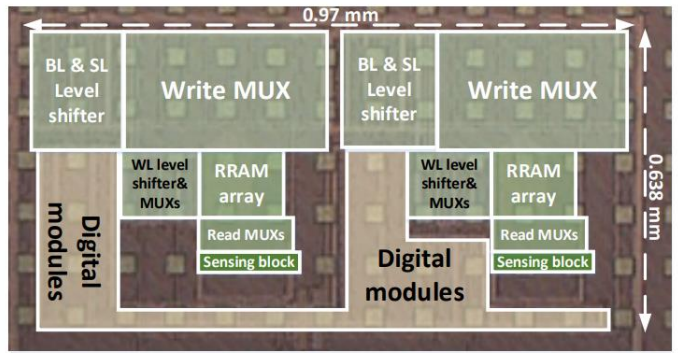 0.97 mm
BL & SL
Level
shifter
Write MUX
BL & SL
Level
shifter
Write MUX
WL level
shifter&
MUXs
RRAM
array
WL level
shifter&
MUXs
RRAM
array
0.638 mm
Read MUXs
Read MUXs
Sensing block
Sensing block
Digital
modules
Digital
modules